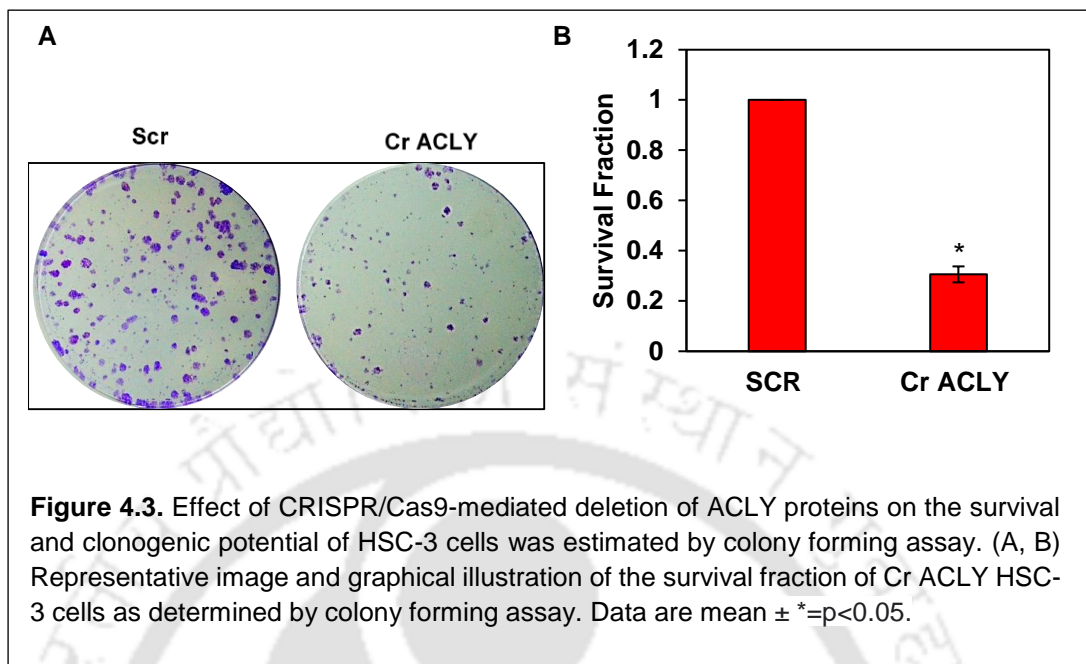 A
B
Scr
Cr ACLY
1.2
1
0.8
0.6
0.4
0.2
0
Survival Fraction
*
SCR
Cr ACLY
Figure 4.3. Effect of CRISPR/Cas9-mediated deletion of ACLY proteins on the survival
and clonogenic potential of HSC-3 cells was estimated by colony forming assay. (A, B)
Representative image and graphical illustration of the survival fraction of Cr ACLY HSC-
3 cells as determined by colony forming assay. Data are mean ± *=p<0.05.